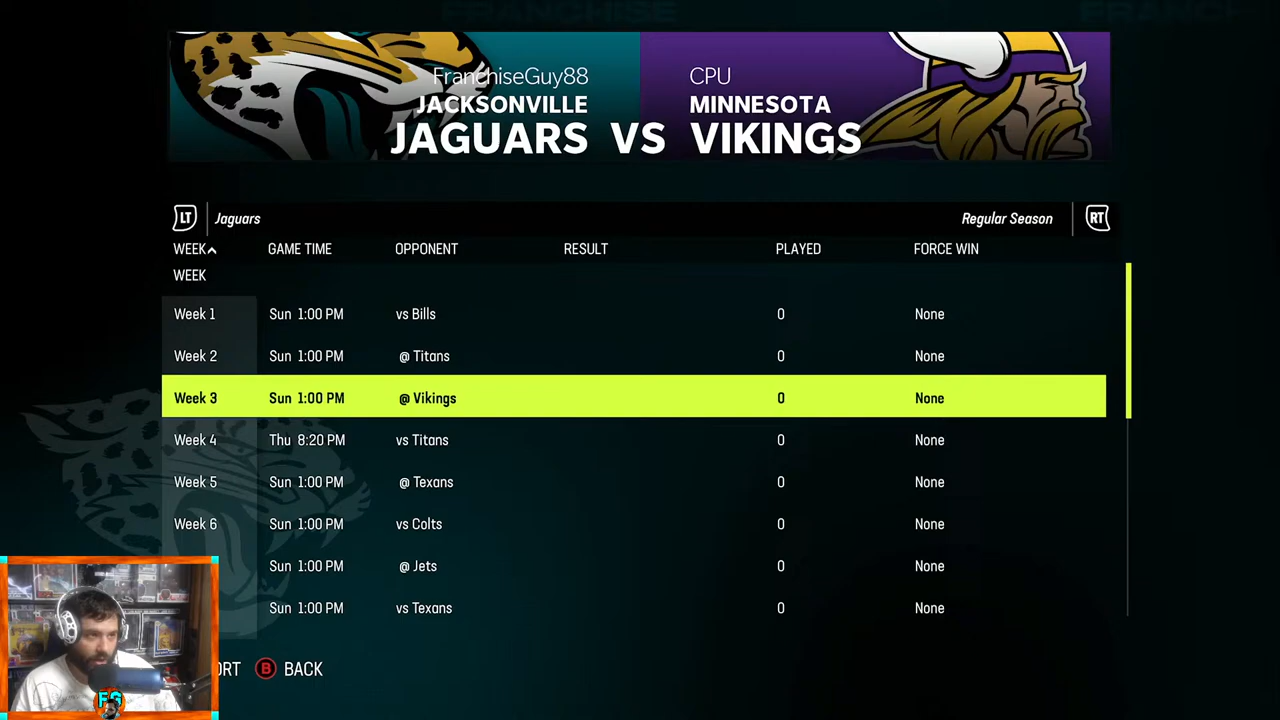 FRANCHISE
FranchiseGuy88
JACKSONVILLE
JAGUARS
VS
CPU
MINNESOTA
VIKINGS
LT Jaguars Regular Season RT
WEEK GAME TIME OPPONENT RESULT PLAYED FORCE WIN
WEEK
Week 1 Sun 1:00 PM vs Bills 0 None
Week 2 Sun 1:00 PM @ Titans 0 None
Week 3 Sun 1:00 PM @ Vikings 0 None
Week 4 Thu 8:20 PM vs Titans 0 None
Week 5 Sun 1:00 PM @ Texans 0 None
Week 6 Sun 1:00 PM vs Colts 0 None
Sun 1:00 PM @ Jets 0 None
Sun 1:00 PM vs Texans 0 None
ORT B BACK
FG